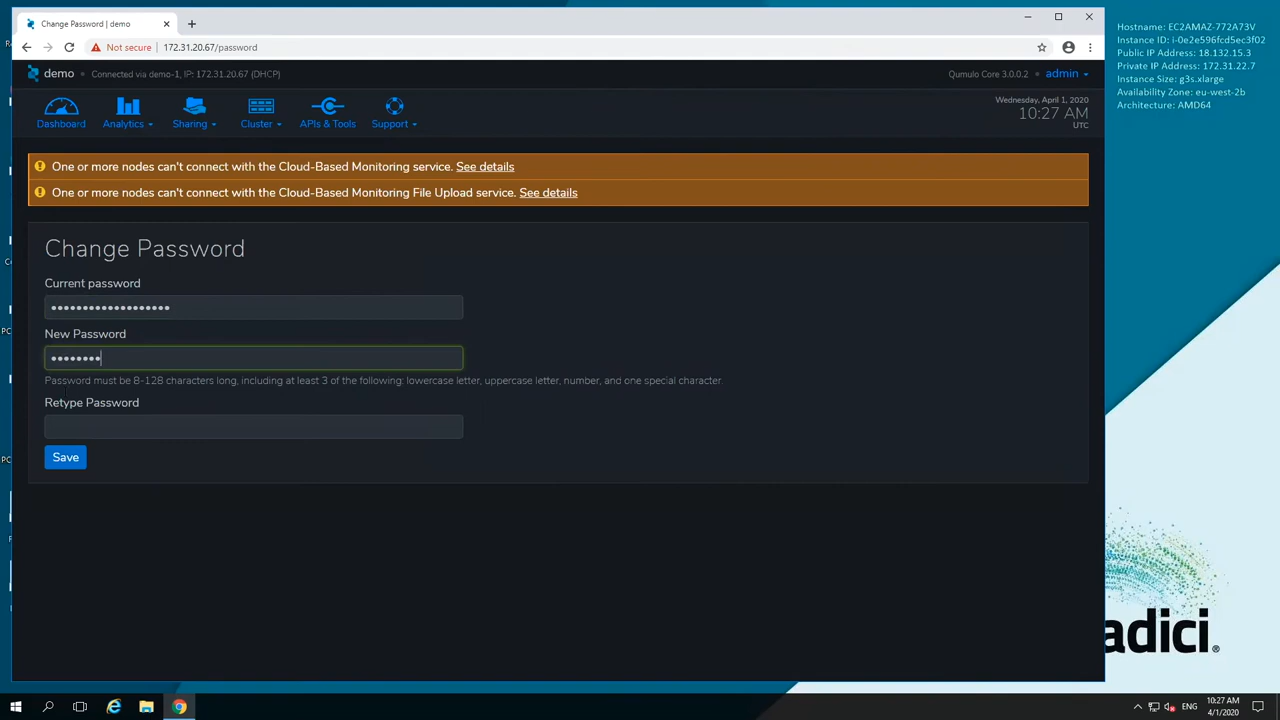 Change Password | demo
Not secure
172.31.20.67/password
Hostname: EC2AMAZ-772A73V
Instance ID: i-0e2e596fcd5ec3f02
Public IP Address: 18.132.15.3
Private IP Address: 172.31.22.7
Instance Size: g3s.xlarge
Availability Zone: eu-west-2b
Architecture: AMD64
demo
Connected via demo-1, IP: 172.31.20.67 (DHCP)
Qumulo Core 3.0.0.2
admin
Dashboard
Analytics
Sharing
Cluster
APIs & Tools
Support
Wednesday, April 1, 2020
10:27 AM
UTC
One or more nodes can't connect with the Cloud-Based Monitoring service. See details
One or more nodes can't connect with the Cloud-Based Monitoring File Upload service. See details
Change Password
Current password
•••••••••••••••••••
New Password
••••••••
Password must be 8-128 characters long, including at least 3 of the following: lowercase letter, uppercase letter, number, and one special character.
Retype Password
Save
adici®
ENG
10:27 AM
4/1/2020